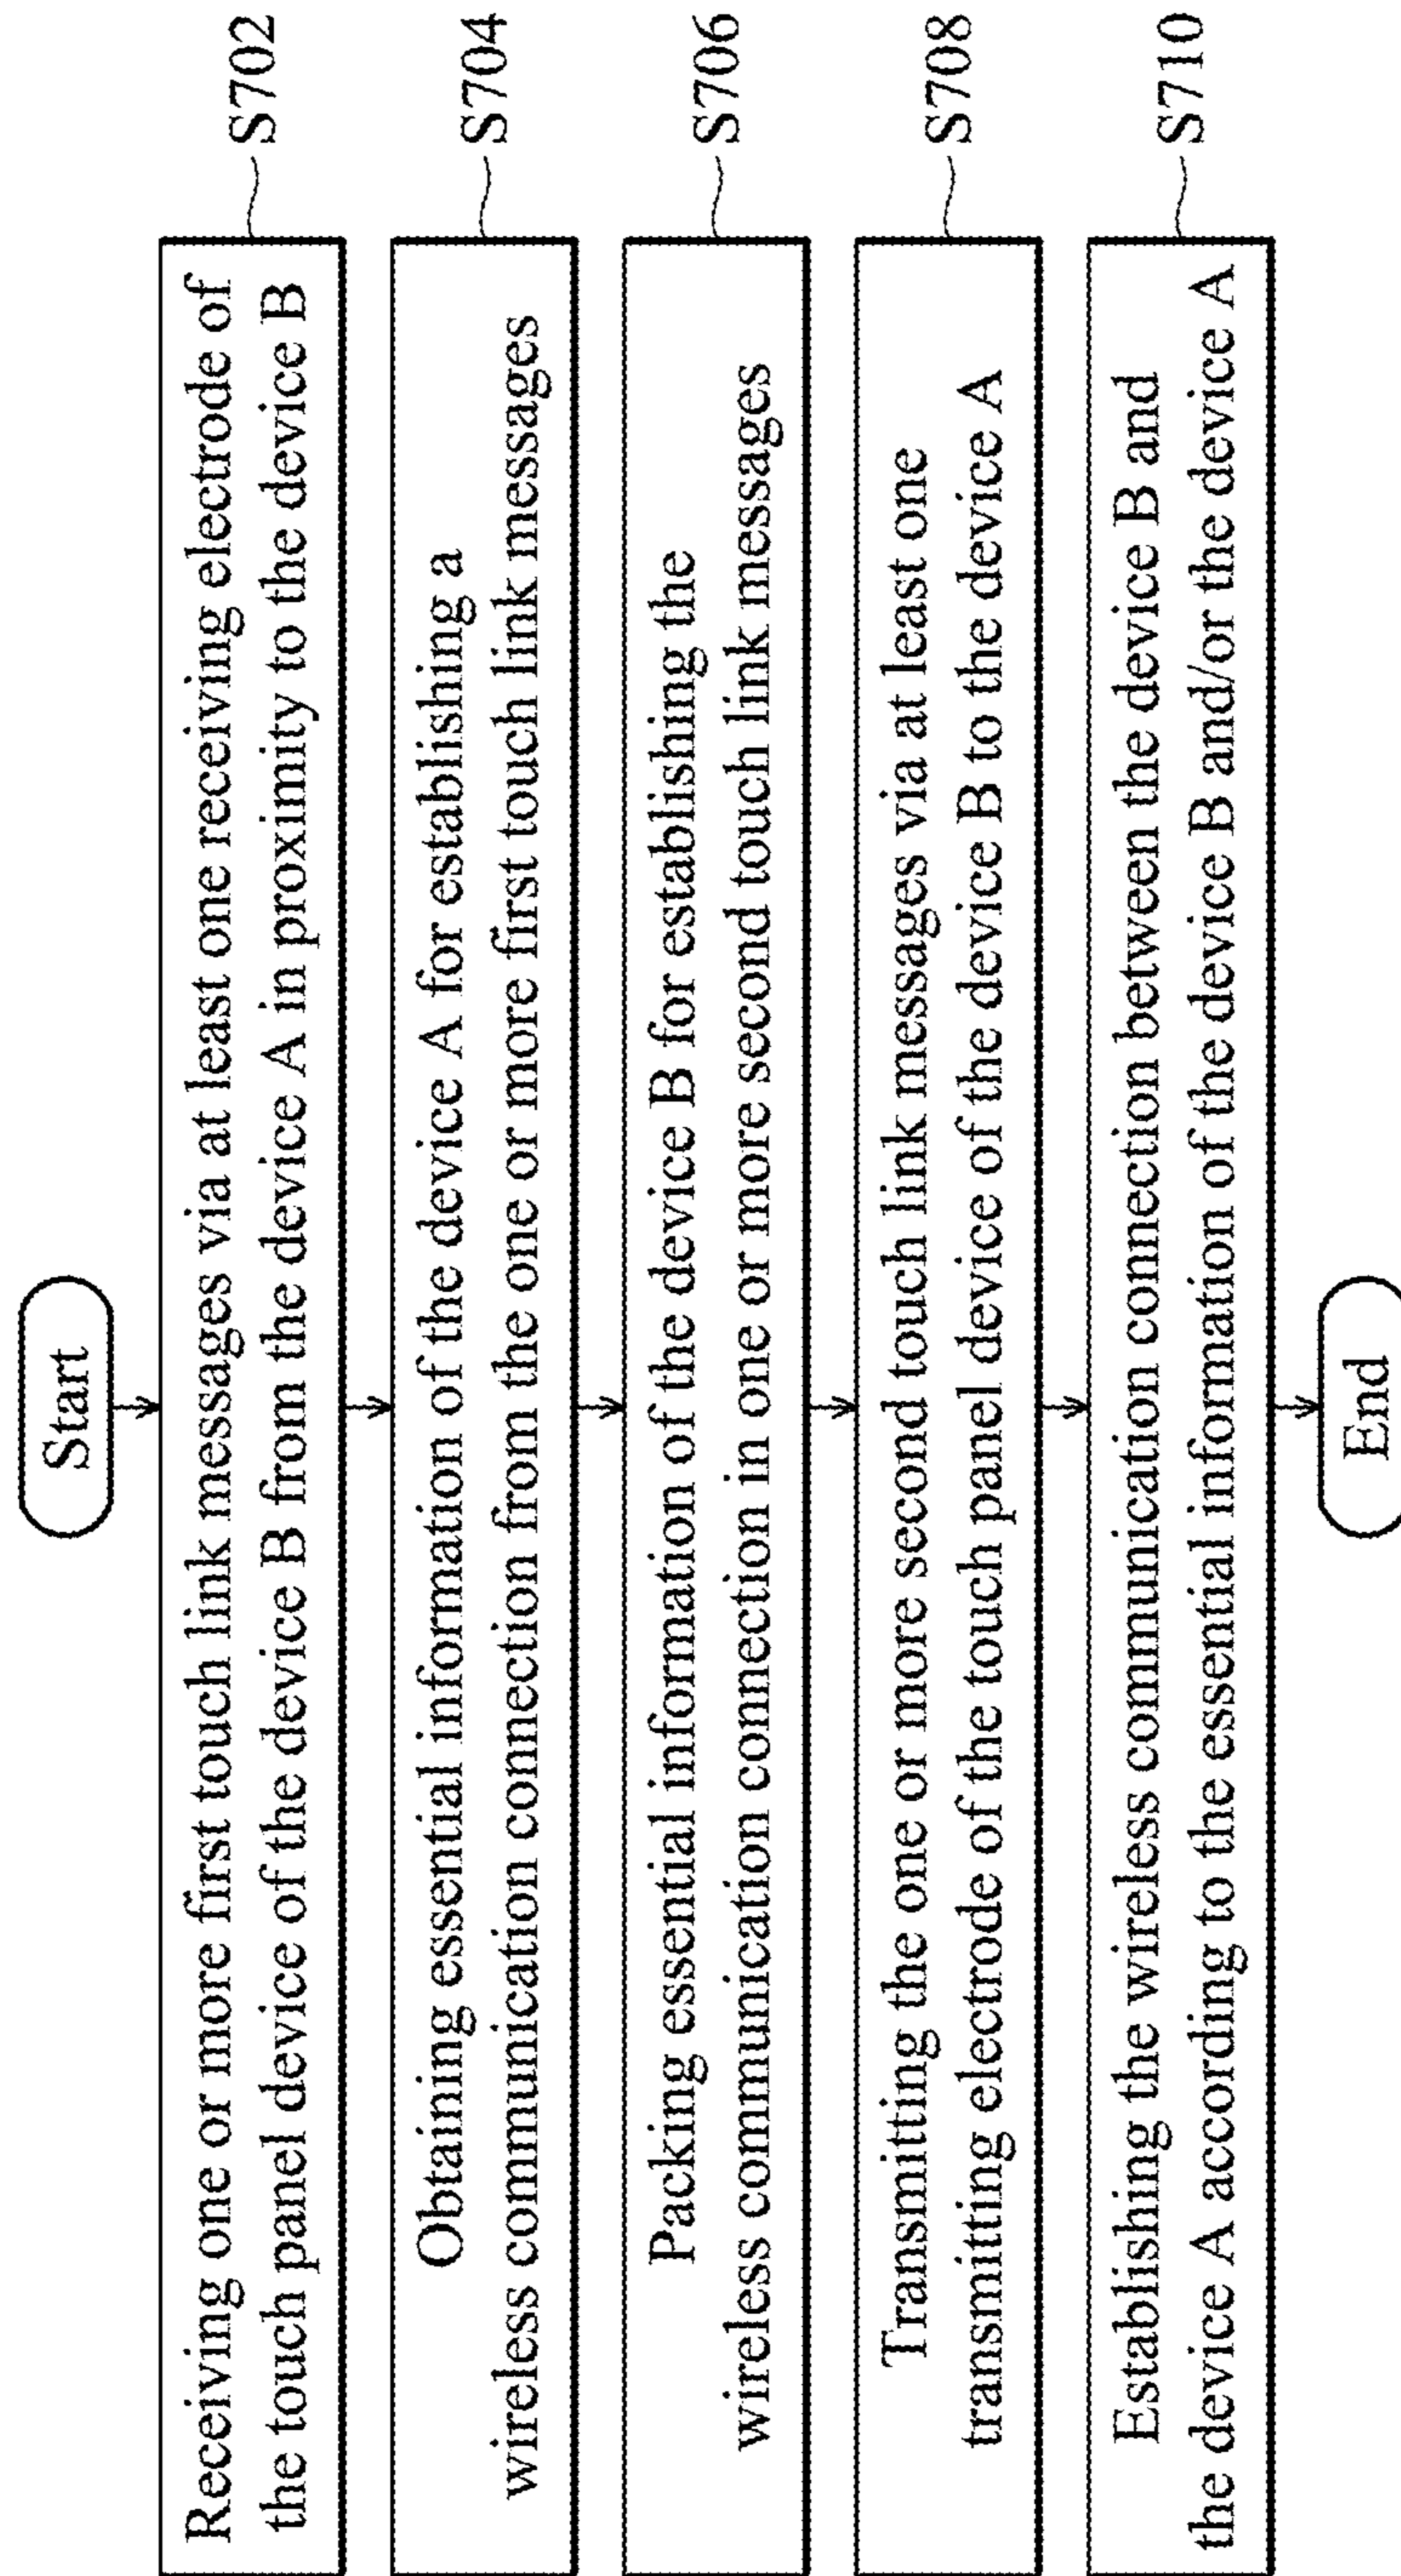 Start
Receiving one or more first touch link messages via at least one receiving electrode of
the touch panel device of the device B from the device A in proximity to the device B
S702
Obtaining essential information of the device A for establishing a
wireless communication connection from the one or more first touch link messages
S704
Packing essential information of the device B for establishing the
wireless communication connection in one or more second touch link messages
S706
Transmitting the one or more second touch link messages via at least one
transmitting electrode of the touch panel device of the device B to the device A
S708
Establishing the wireless communication connection between the device B and
the device A according to the essential information of the device B and/or the device A
S710
End